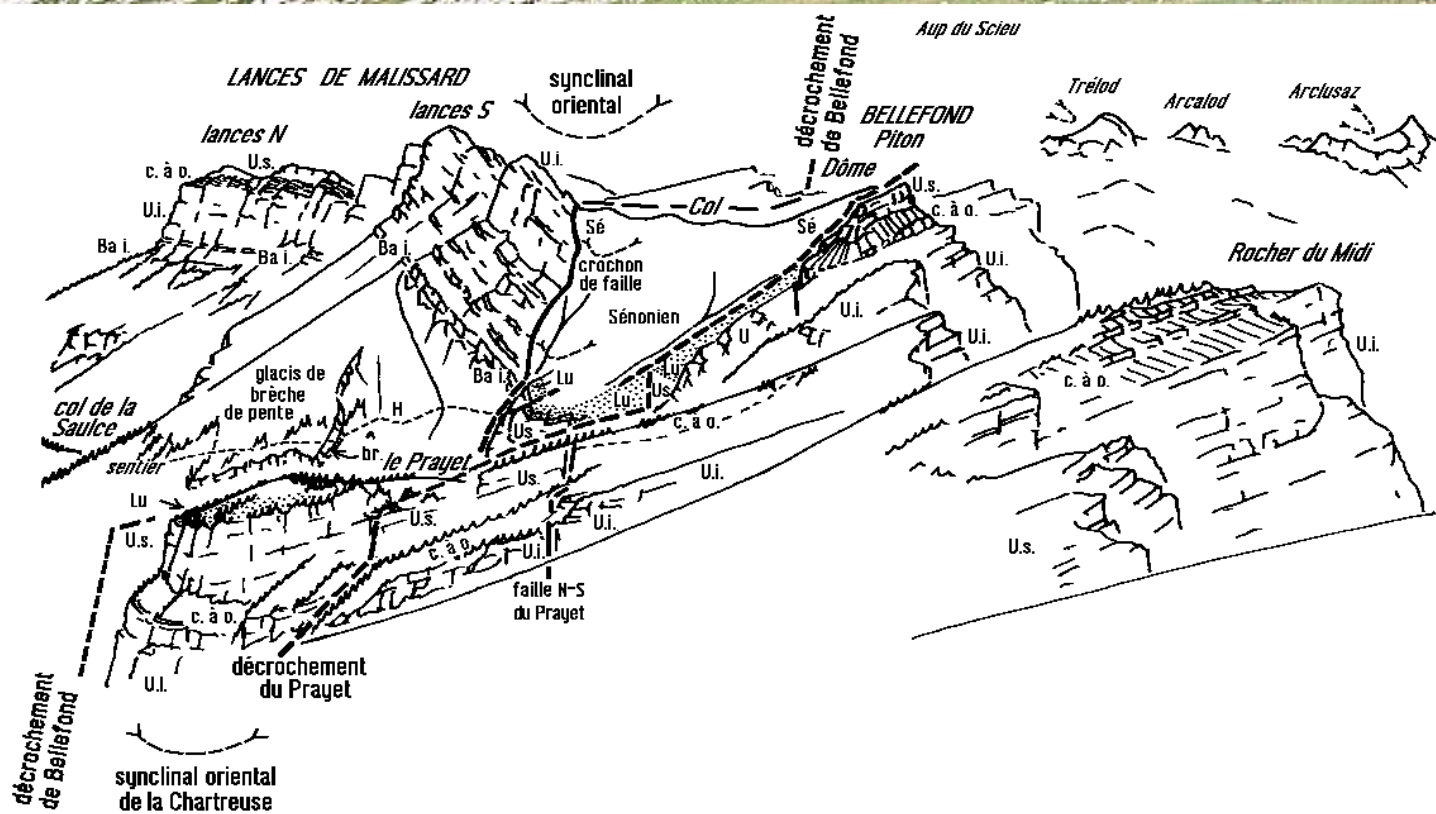 Aup du Scieu
LANCES DE MALISSARD
synclinal
oriental
décrochement
de Bellefond
Trélod
Arcalod
Arclusaz
lances S
lances N
BELLEFOND
Piton
Dôme
U.s.
c. à o.
U.i.
U.i.
Col
U.s.
c. à o.
Sé
Sé
Ba i.
Ba i.
Ba i.
crochon
de faille
U.i.
Rocher du Midi
Sénonien
U.i.
U
U.i.
U.i.
Ba i.
Lu
Lu
Us
Lu
c. à o.
glacis de
brèche
de pente
H
col de la
Saulce
Us
c. à o.
sentier
br
le Prayet
Us.
U.i.
Lu
U.s.
U.s.
U.i.
c. à o.
U.i.
U.s.
faille N-S
du Prayet
c. à o.
U.i.
décrochement
du Prayet
décrochement
de Bellefond
synclinal oriental
de la Chartreuse